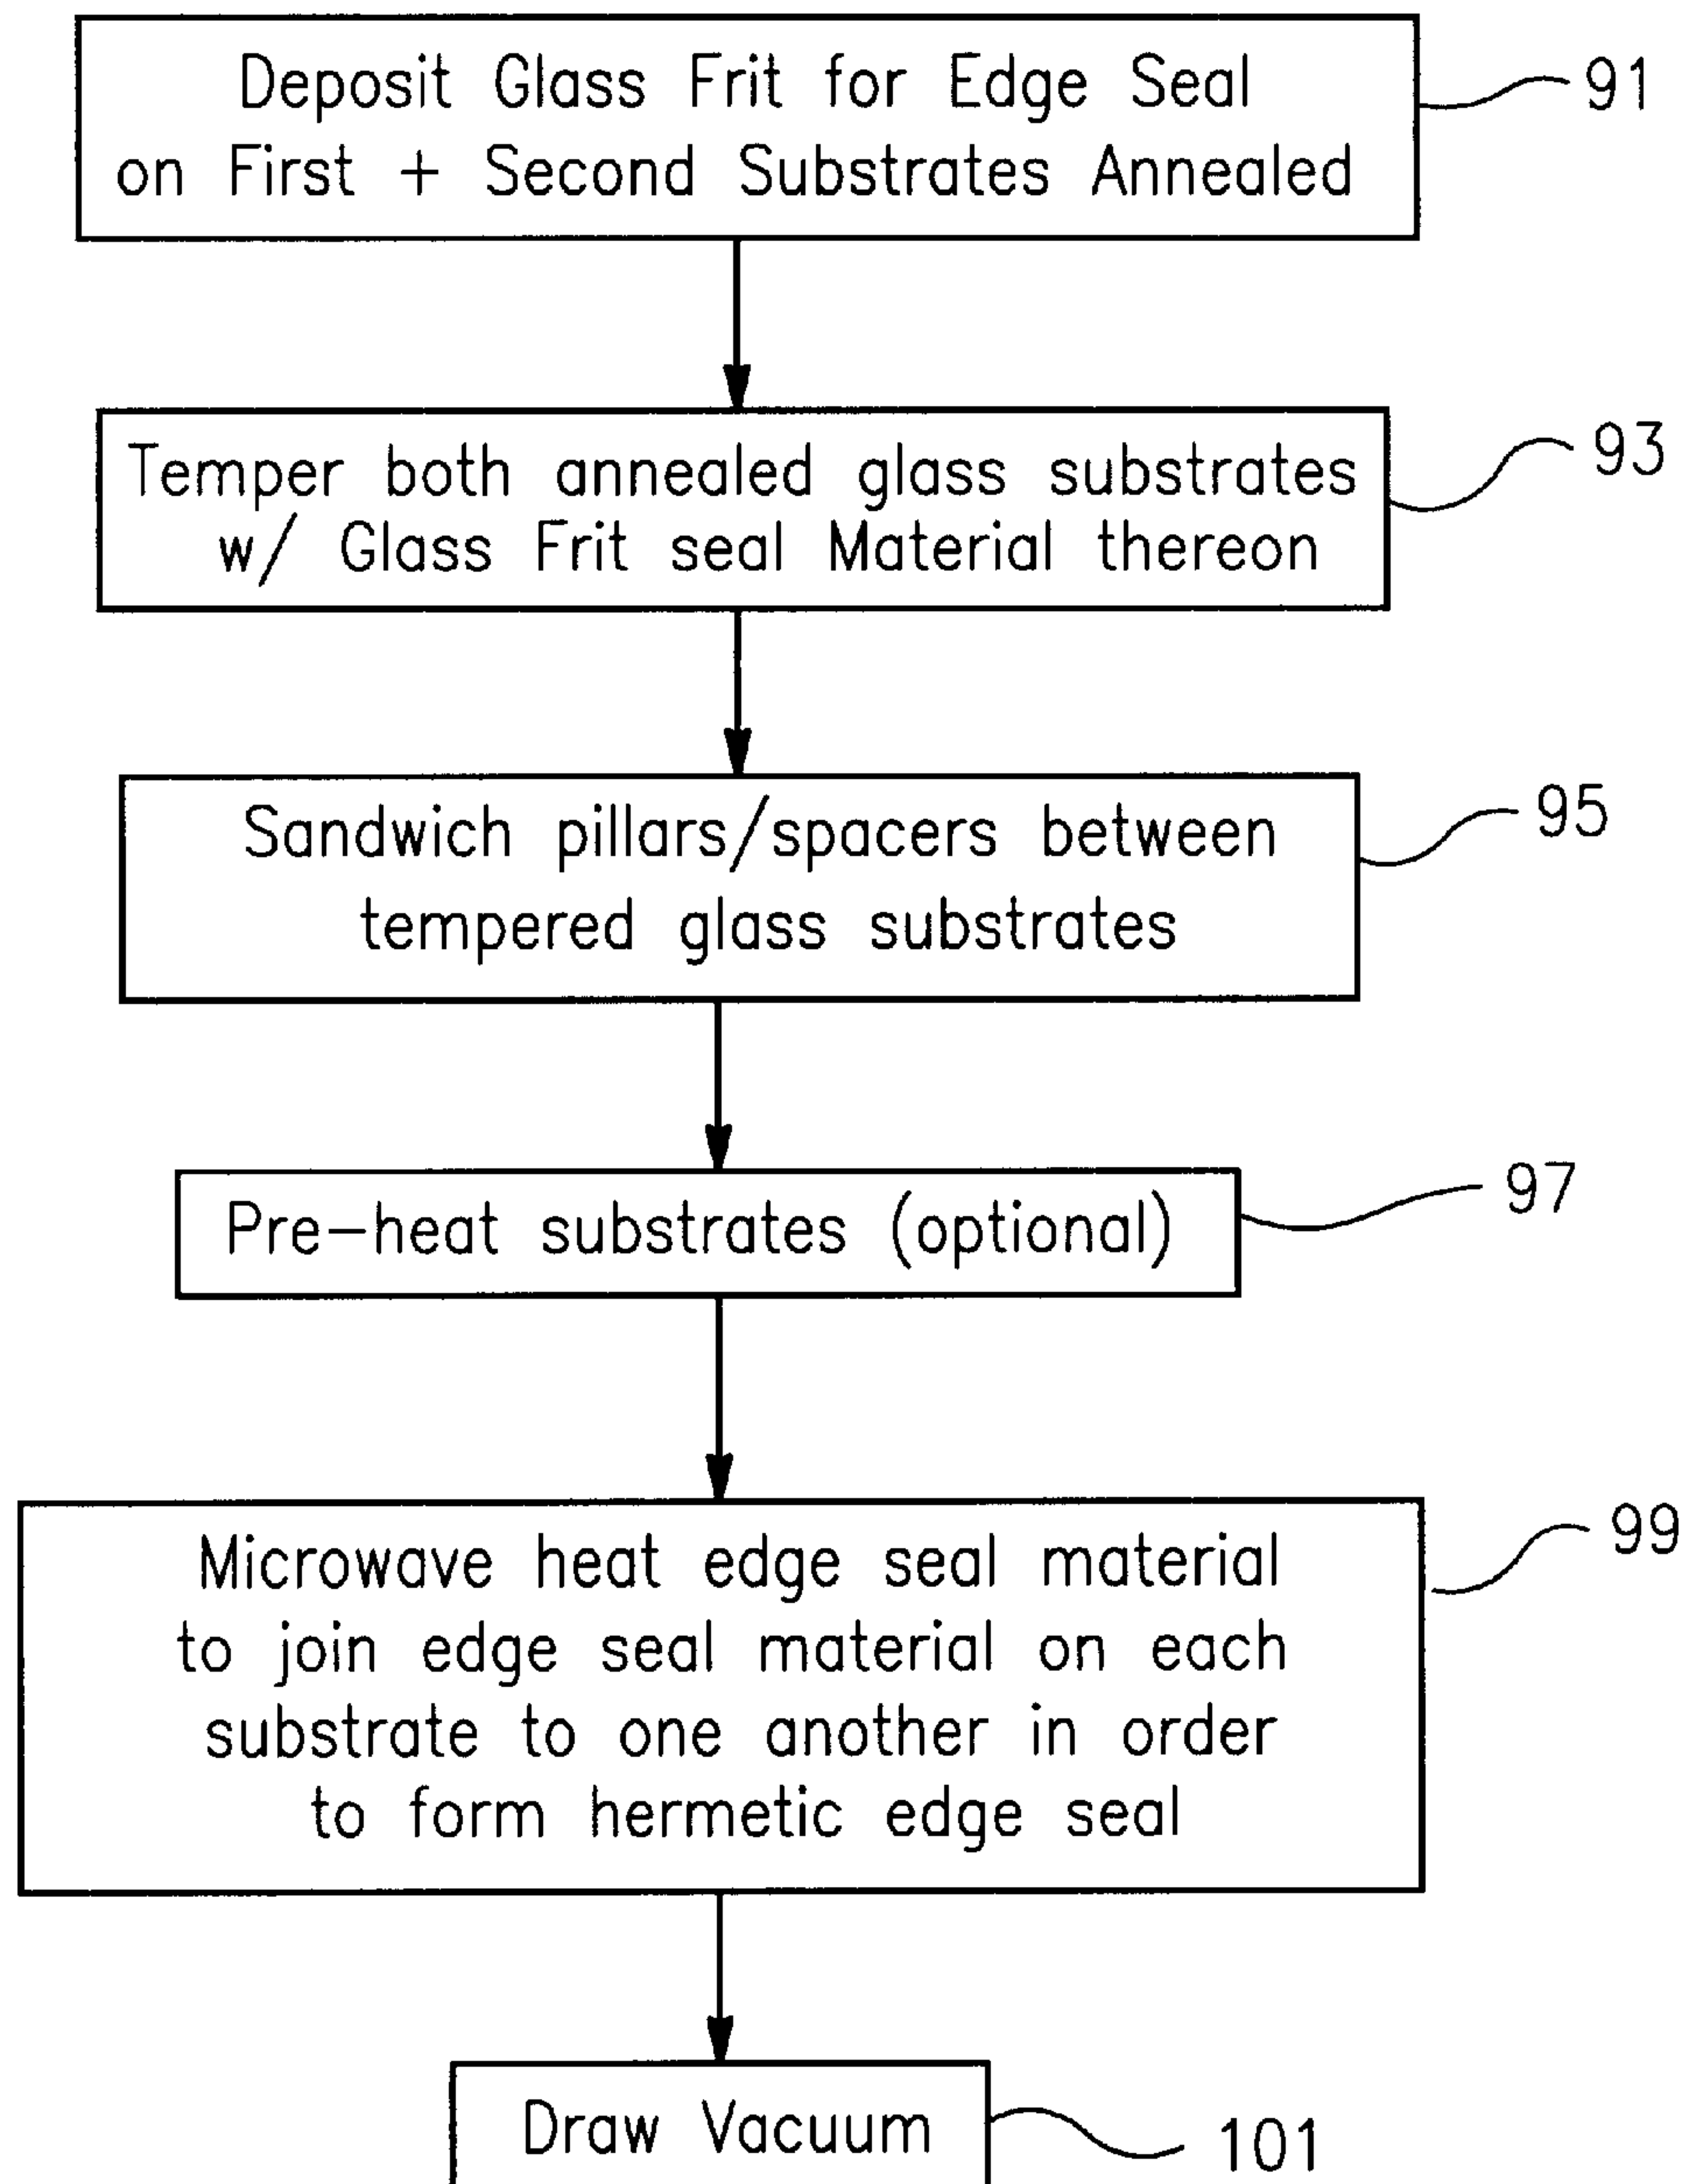 Deposit Glass Frit for Edge Seal
on First + Second Substrates Annealed
91
Temper both annealed glass substrates
w/ Glass Frit seal Material thereon
93
Sandwich pillars/spacers between
tempered glass substrates
95
Pre-heat substrates (optional)
97
Microwave heat edge seal material
to join edge seal material on each
substrate to one another in order
to form hermetic edge seal
99
Draw Vacuum
101